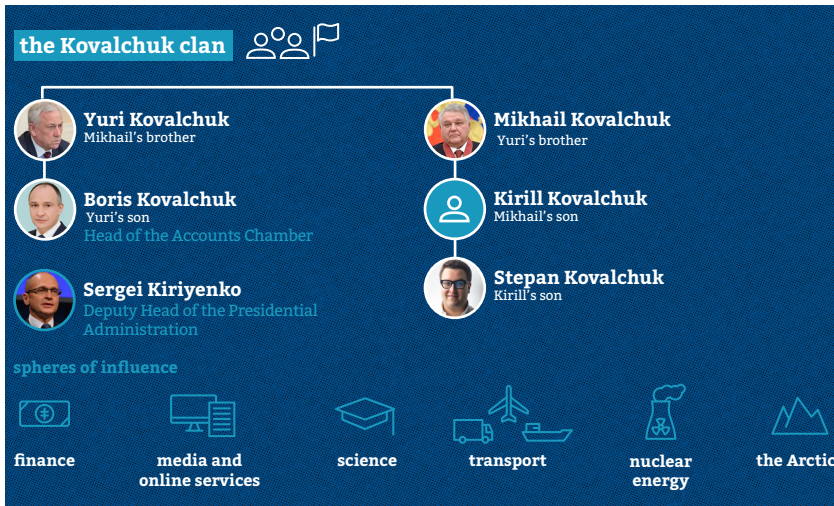 the Kovalchuk clan
Yuri Kovalchuk
Mikhail's brother
Mikhail Kovalchuk
Yuri's brother
Boris Kovalchuk
Yuri's son
Head of the Accounts Chamber
Kirill Kovalchuk
Mikhail's son
Sergei Kiriyenko
Deputy Head of the Presidential
Administration
Stepan Kovalchuk
Kirill's son
spheres of influence
finance
media and
online services
science
transport
nuclear
energy
the Arctic